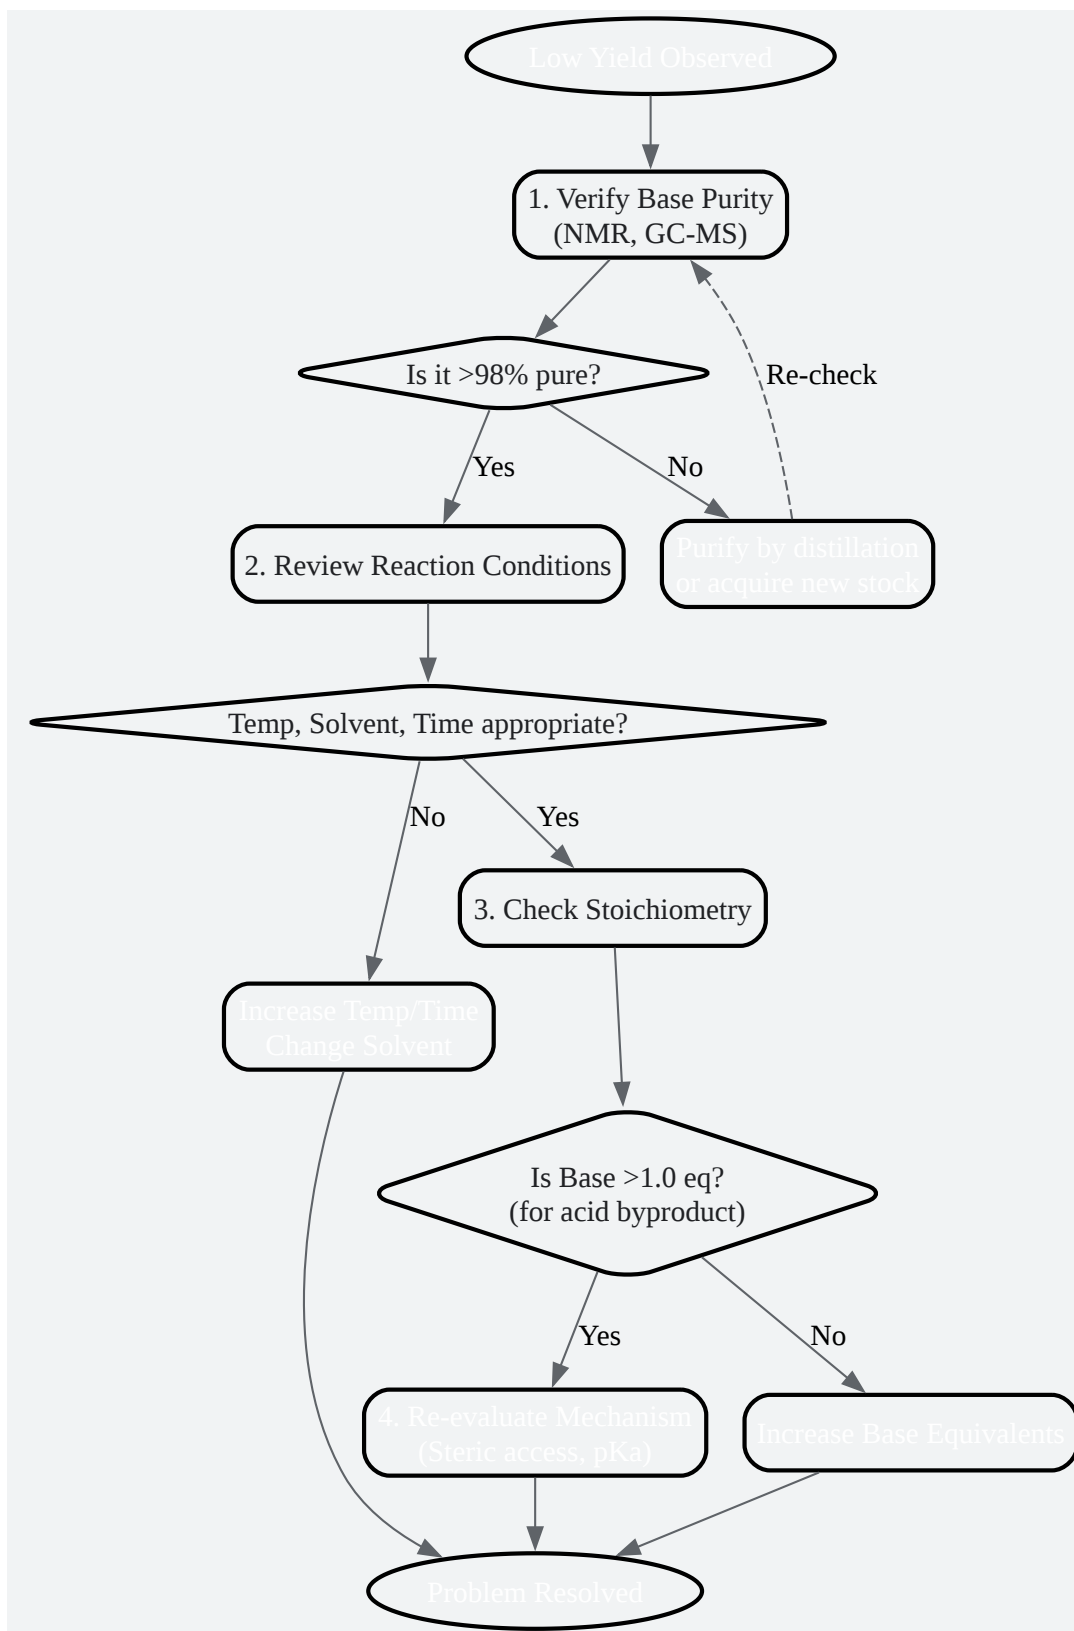 Low Yield Observed
1. Verify Base Purity
(NMR, GC-MS)
Is it >98% pure?
Re-check
Yes
No
2. Review Reaction Conditions
Purify by distillation
or acquire new stock
Temp, Solvent, Time appropriate?
No
Yes
3. Check Stoichiometry
Increase Temp/Time
Change Solvent
Is Base >1.0 eq?
(for acid byproduct)
Yes
No
4. Re-evaluate Mechanism
(Steric access, pKa)
Increase Base Equivalents
Problem Resolved